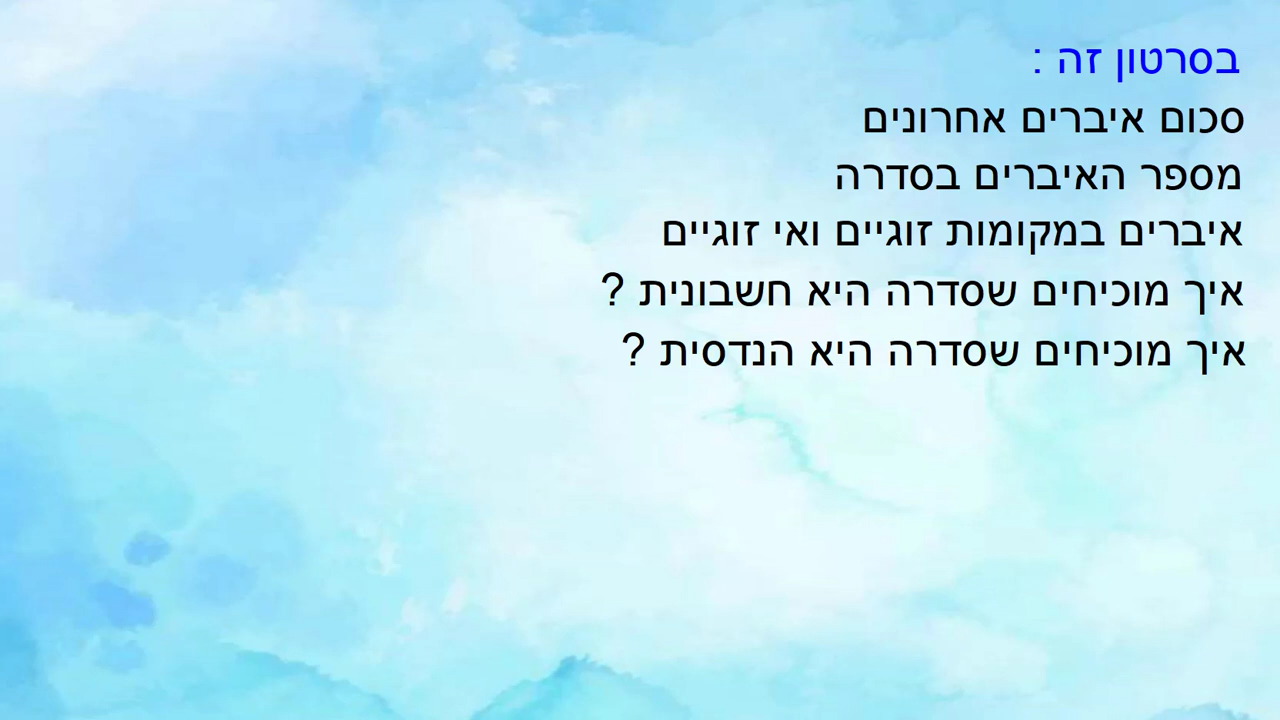 בסרטון זה :
סכום איברים אחרונים
מספר האיברים בסדרה
איברים במקומות זוגיים ואי זוגיים
איך מוכיחים שסדרה היא חשבונית ?
איך מוכיחים שסדרה היא הנדסית ?